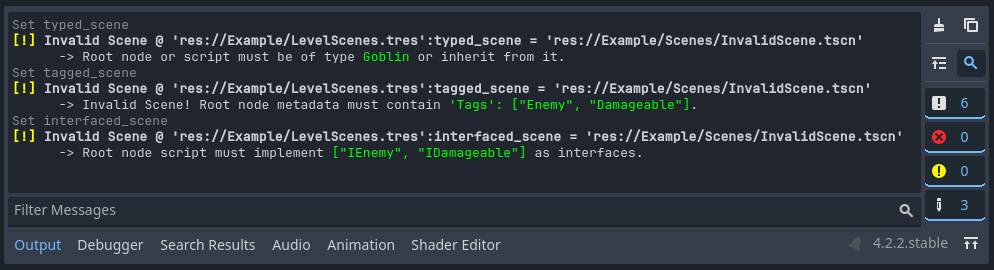 Set typed_scene
[!] Invalid Scene @ 'res://Example/LevelScenes.tres':typed_scene = 'res://Example/Scenes/InvalidScene.tscn'
-> Root node or script must be of type Goblin or inherit from it.
Set tagged_scene
[!] Invalid Scene @ 'res://Example/LevelScenes.tres':tagged_scene = 'res://Example/Scenes/InvalidScene.tscn'
-> Invalid Scene! Root node metadata must contain 'Tags': ["Enemy", "Damageable"].
Set interfaced_scene
[!] Invalid Scene @ 'res://Example/LevelScenes.tres':interfaced_scene = 'res://Example/Scenes/InvalidScene.tscn'
-> Root node script must implement ["IEnemy", "IDamageable"] as interfaces.
6
0
0
3
Filter Messages
Output Debugger Search Results Audio Animation Shader Editor 4.2.2.stable